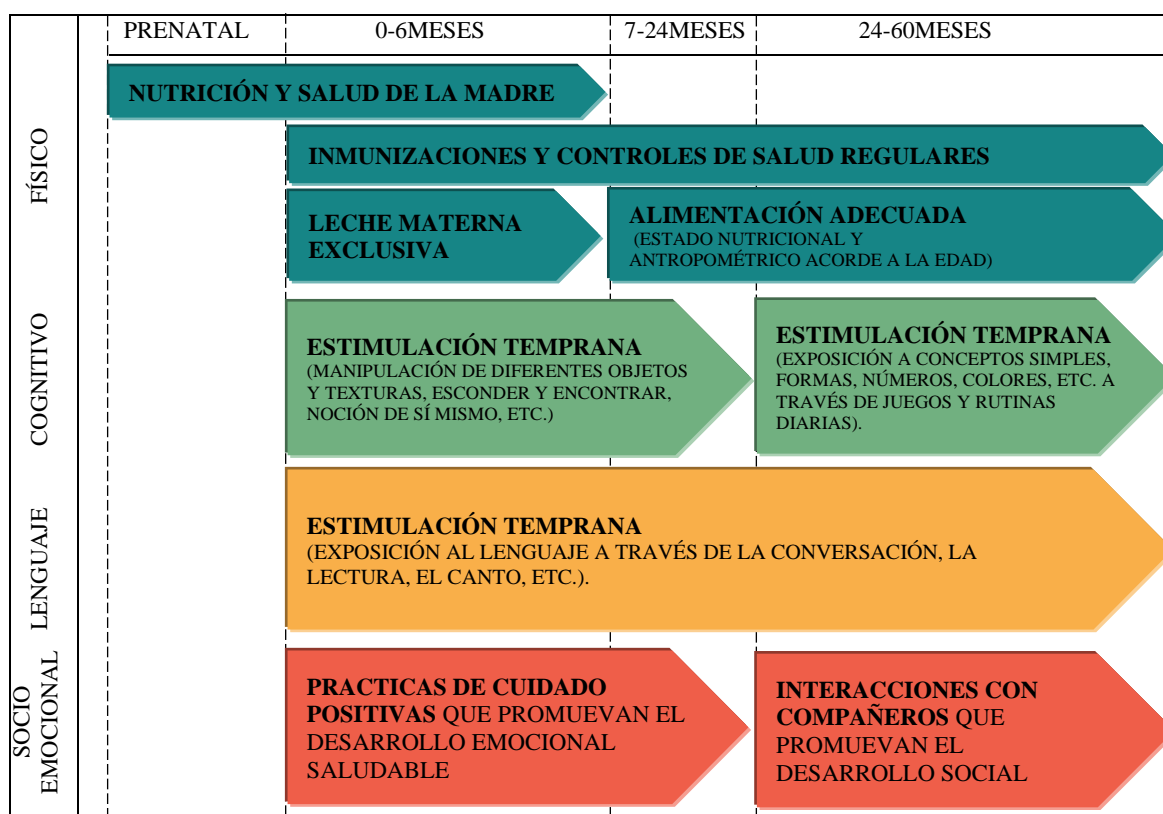 PRENATAL
0-6MESES
7-24MESES
24-60MESES
FÍSICO
NUTRICIÓN Y SALUD DE LA MADRE
INMUNIZACIONES Y CONTROLES DE SALUD REGULARES
LECHE MATERNA
EXCLUSIVA
ALIMENTACIÓN ADECUADA
(ESTADO NUTRICIONAL Y
ANTROPOMÉTRICO ACORDE A LA EDAD)
COGNITIVO
ESTIMULACIÓN TEMPRANA
(MANIPULACIÓN DE DIFERENTES OBJETOS
Y TEXTURAS, ESCONDER Y ENCONTRAR,
NOCIÓN DE SÍ MISMO, ETC.)
ESTIMULACIÓN TEMPRANA
(EXPOSICIÓN A CONCEPTOS SIMPLES,
FORMAS, NÚMEROS, COLORES, ETC. A
TRAVÉS DE JUEGOS Y RUTINAS
DIARIAS).
LENGUAJE
ESTIMULACIÓN TEMPRANA
(EXPOSICIÓN AL LENGUAJE A TRAVÉS DE LA CONVERSACIÓN, LA
LECTURA, EL CANTO, ETC.).
SOCIO
EMOCIONAL
PRACTICAS DE CUIDADO
POSITIVAS QUE PROMUEVAN EL
DESARROLLO EMOCIONAL
SALUDABLE
INTERACCIONES CON
COMPAÑEROS QUE
PROMUEVAN EL
DESARROLLO SOCIAL